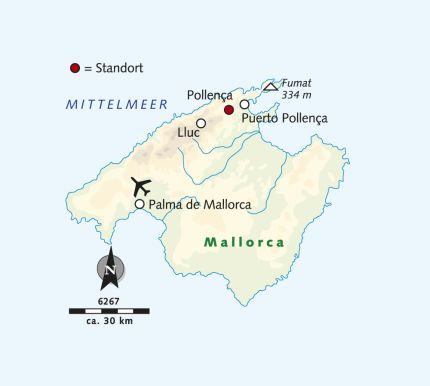 = Standort
Fumat
334 m
Pollença
MITTELMEER
Puerto Pollença
Lluc
Palma de Mallorca
Mallorca
N
6267
ca. 30 km